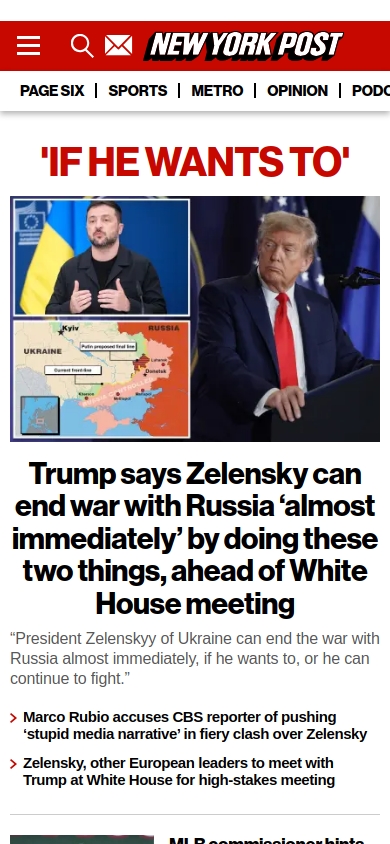 NEW YORK POST
PAGE SIX
SPORTS
METRO
OPINION
PODC
'IF HE WANTS TO'
Kyiv
RUSSIA
Putin proposed final line
UKRAINE
Luhansk
Current front-line
Donetsk
Kherson
Melitopol
RUSSIAN CONTROLLED
Trump says Zelensky can
end war with Russia ‘almost
immediately’ by doing these
two things, ahead of White
House meeting
“President Zelenskyy of Ukraine can end the war with
Russia almost immediately, if he wants to, or he can
continue to fight.”
Marco Rubio accuses CBS reporter of pushing
‘stupid media narrative’ in fiery clash over Zelensky
Zelensky, other European leaders to meet with
Trump at White House for high-stakes meeting
MLB commissioner hints